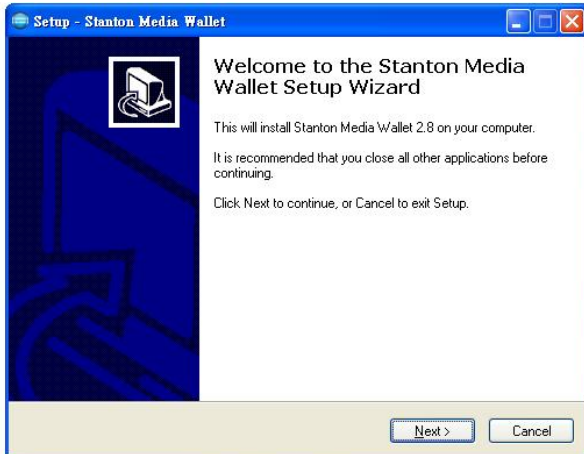 Setup - Stanton Media Wallet
Welcome to the Stanton Media
Wallet Setup Wizard
This will install Stanton Media Wallet 2.8 on your computer.
It is recommended that you close all other applications before
continuing.
Click Next to continue, or Cancel to exit Setup.
Next > Cancel